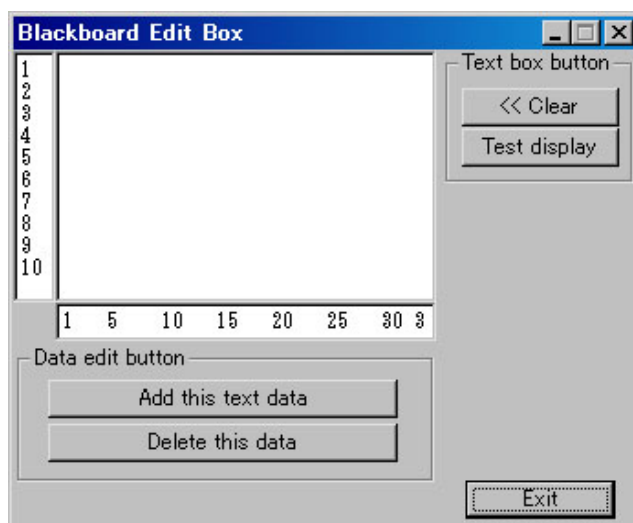 Blackboard Edit Box
1
2
3
4
5
6
7
8
9
10
1 5 10 15 20 25 30 3
Text box button
<< Clear
Test display
Data edit button
Add this text data
Delete this data
Exit